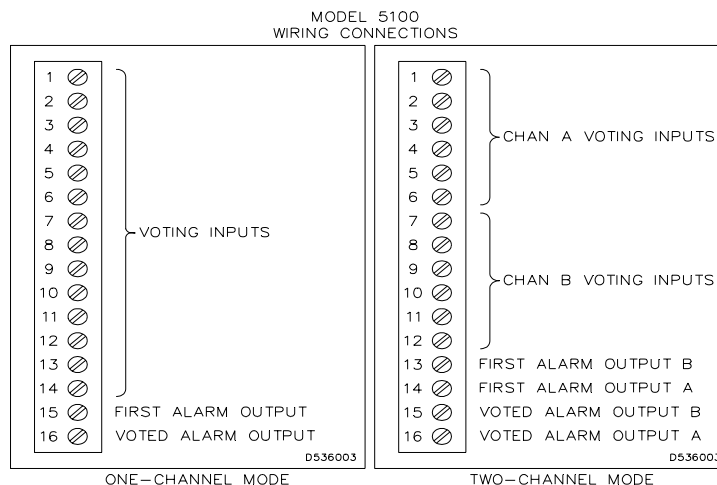 MODEL 5100
WIRING CONNECTIONS
1
2
3
4
5
6
7
8
9
10
11
12
13
14
15
16
VOTING INPUTS
FIRST ALARM OUTPUT
VOTED ALARM OUTPUT
D536003
ONE-CHANNEL MODE
1
2
3
4
5
6
7
8
9
10
11
12
13
14
15
16
CHAN A VOTING INPUTS
CHAN B VOTING INPUTS
FIRST ALARM OUTPUT B
FIRST ALARM OUTPUT A
VOTED ALARM OUTPUT B
VOTED ALARM OUTPUT A
D536003
TWO-CHANNEL MODE